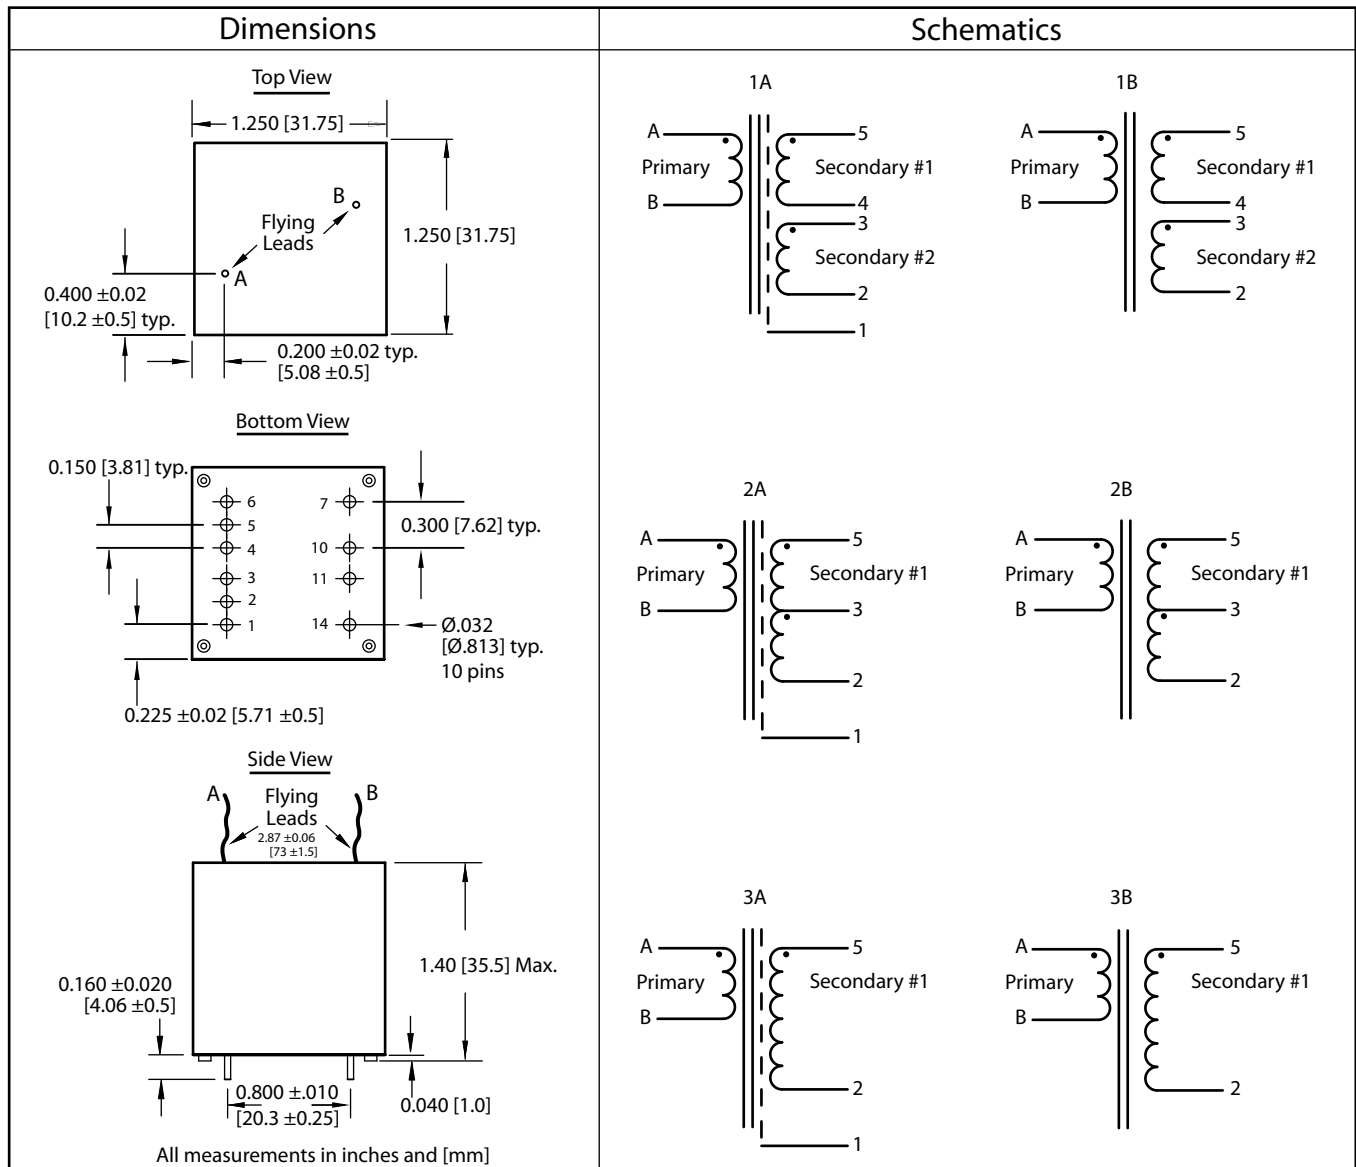 Dimensions
Top View
1.250 [31.75]
B
Flying
Leads
1.250 [31.75]
A
0.400 ±0.02
[10.2 ±0.5] typ.
0.200 ±0.02 typ.
[5.08 ±0.5]
Bottom View
0.150 [3.81] typ.
6
7
5
0.300 [7.62] typ.
4
10
3
11
2
1
14
Ø.032
[Ø.813] typ.
10 pins
0.225 ±0.02 [5.71 ±0.5]
Side View
A
Flying
Leads
B
2.87 ±0.06
[73 ±1.5]
1.40 [35.5] Max.
0.160 ±0.020
[4.06 ±0.5]
0.800 ±.010
[20.3 ±0.25]
0.040 [1.0]
All measurements in inches and [mm]
Schematics
1A
A
5
Primary
Secondary #1
B
4
3
Secondary #2
2
1
1B
A
5
Primary
Secondary #1
B
4
3
Secondary #2
2
2A
A
5
Primary
Secondary #1
B
3
2
1
2B
A
5
Primary
Secondary #1
B
3
2
3A
A
5
Primary
Secondary #1
B
2
1
3B
A
5
Primary
Secondary #1
B
2